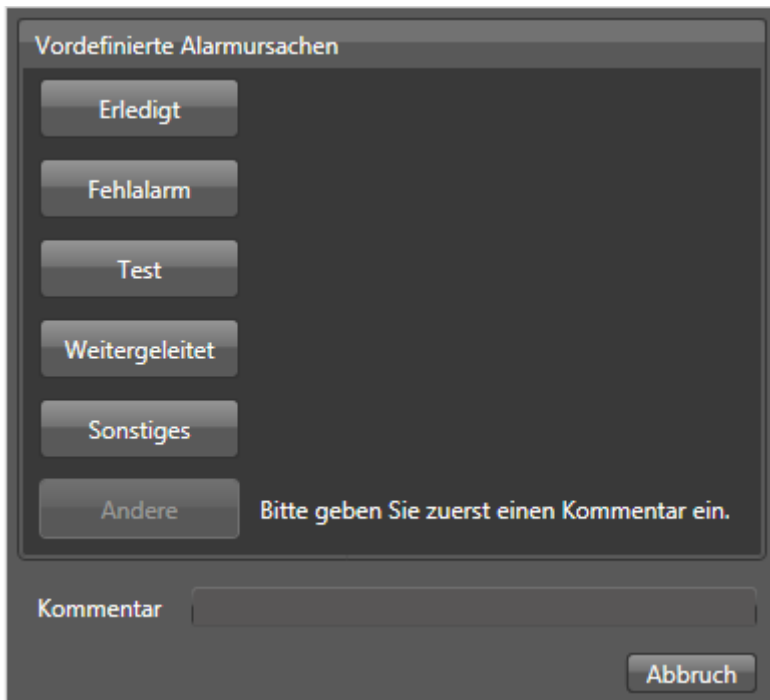 Vordefinierte Alarmursachen
Erledigt
Fehlalarm
Test
Weitergeleitet
Sonstiges
Andere Bitte geben Sie zuerst einen Kommentar ein.
Kommentar
Abbruch